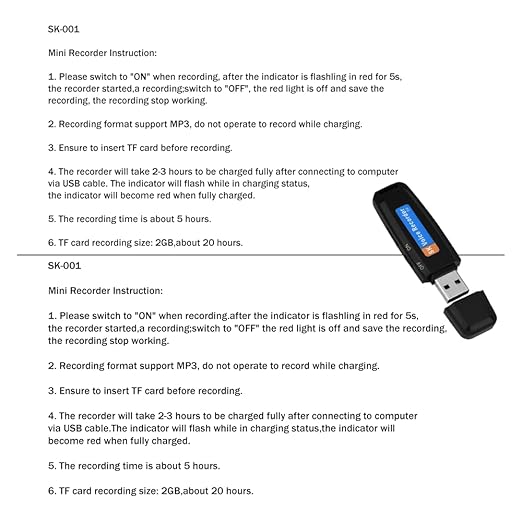 SK-001
Mini Recorder Instruction:
1. Please switch to "ON" when recording, after the indicator is flashling in red for 5s,
the recorder started,a recording;switch to "OFF", the red light is off and save the
recording, the recording stop working.
2. Recording format support MP3, do not operate to record while charging.
3. Ensure to insert TF card before recording.
4. The recorder will take 2-3 hours to be charged fully after connecting to computer
via USB cable. The indicator will flash while in charging status,
the indicator will become red when fully charged.
5. The recording time is about 5 hours.
6. TF card recording size: 2GB,about 20 hours.
SK Voice Recorder
ON
OFF
SK-001
Mini Recorder Instruction:
1. Please switch to "ON" when recording.after the indicator is flashling in red for 5s,
the recorder started,a recording;switch to "OFF" the red light is off and save the recording,
the recording stop working.
2. Recording format support MP3, do not operate to record while charging.
3. Ensure to insert TF card before recording.
4. The recorder will take 2-3 hours to be charged fully after connecting to computer
via USB cable.The indicator will flash while in charging status,the indicator will
become red when fully charged.
5. The recording time is about 5 hours.
6. TF card recording size: 2GB,about 20 hours.